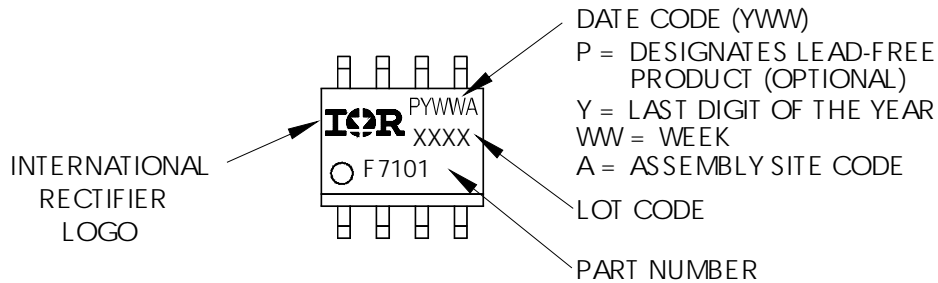 DATE CODE (YWW)
P = DESIGNATES LEAD-FREE
PRODUCT (OPTIONAL)
Y = LAST DIGIT OF THE YEAR
WW = WEEK
A = ASSEMBLY SITE CODE
PYWWA
IOR
XXXX
F7101
INTERNATIONAL
RECTIFIER
LOGO
LOT CODE
PART NUMBER